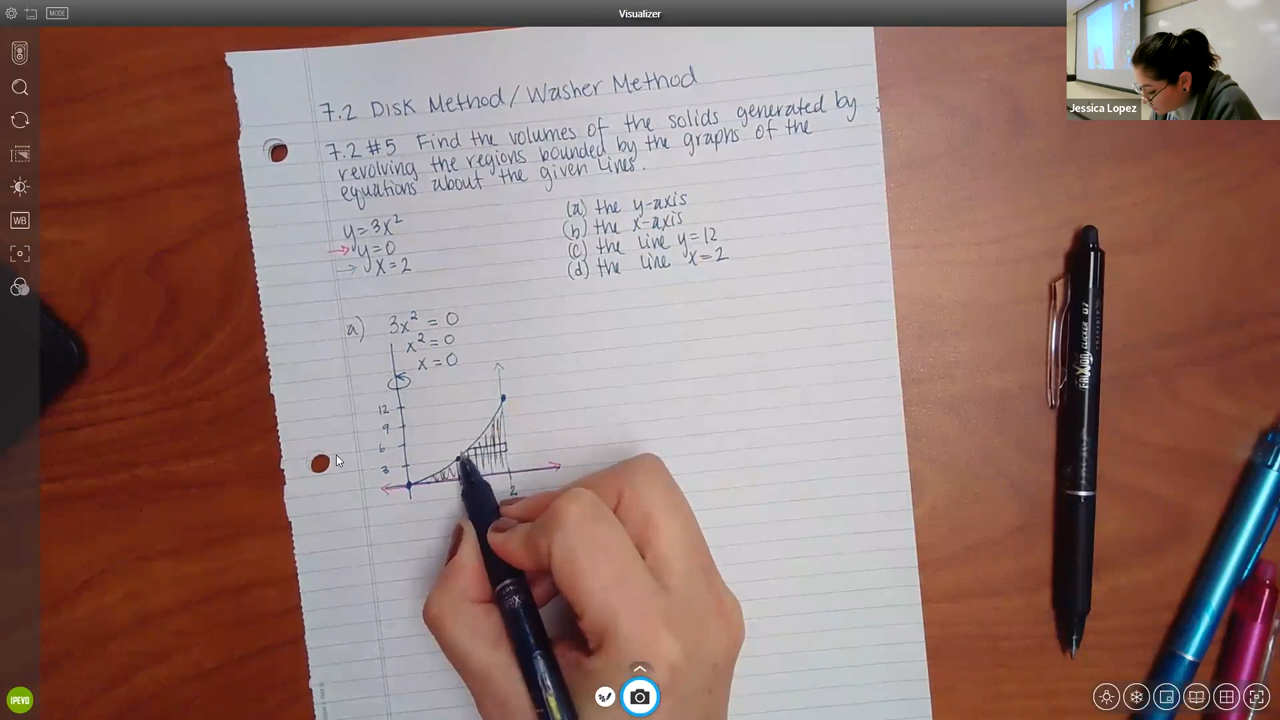 MODE
Visualizer
Jessica Lopez
WB
7.2 Disk Method / Washer Method
7.2 #5 Find the volumes of the solids generated by
revolving the regions bounded by the graphs of the
equations about the given lines.
y = 3x²
y = 0
x = 2
(a) the y-axis
(b) the x-axis
(c) the line y = 12
(d) the line x = 2
a) 3x² = 0
x² = 0
x = 0
12
9
6
3
2
IPEVO